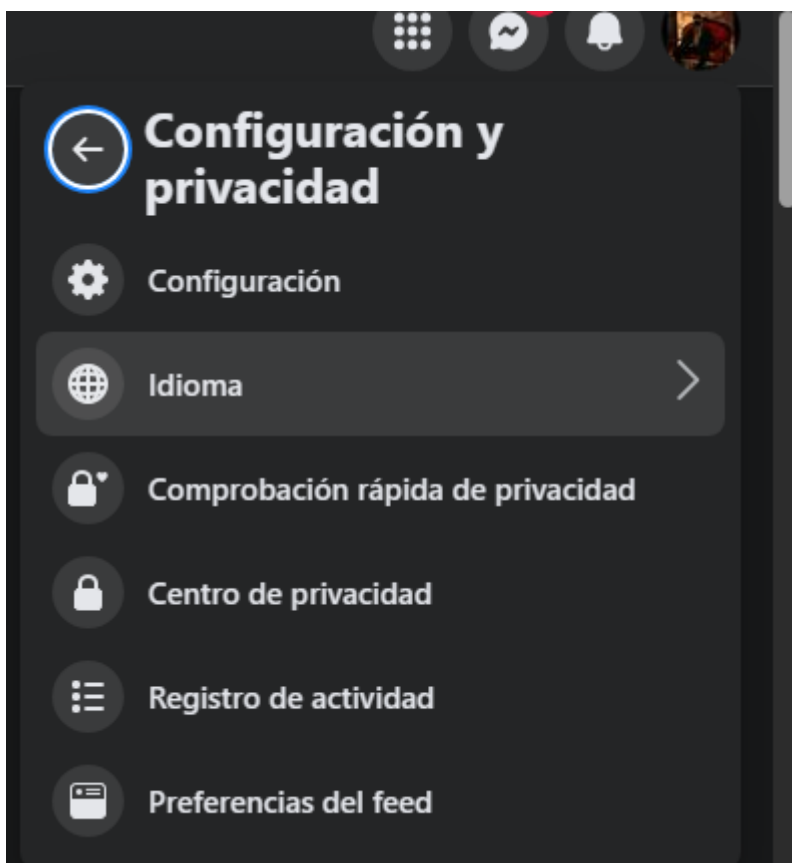 Configuración y
privacidad
Configuración
Idioma
Comprobación rápida de privacidad
Centro de privacidad
Registro de actividad
Preferencias del feed